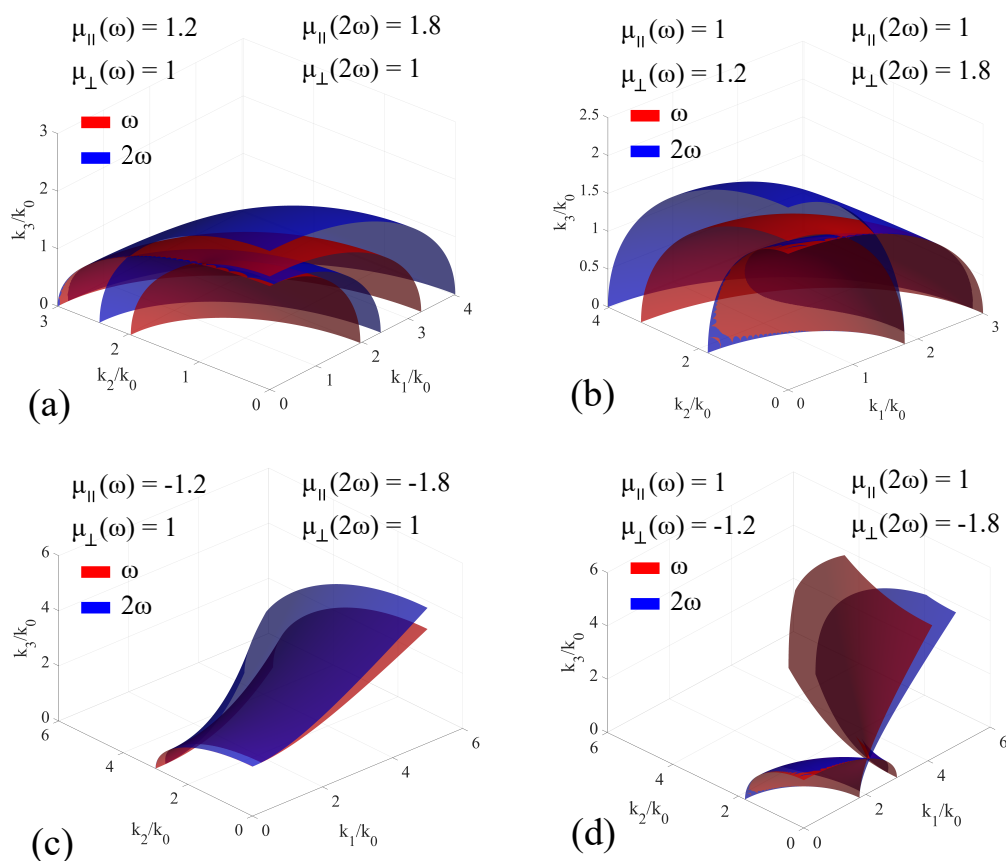 (a)
μ∥(ω) = 1.2
μ∥(2ω) = 1.8
μ⊥(ω) = 1
μ⊥(2ω) = 1
ω
2ω
k3/k0
3
2
1
0
3
2
1
0
k2/k0
0
1
2
3
4
k1/k0
μ∥(ω) = 1
μ∥(2ω) = 1
μ⊥(ω) = 1.2
μ⊥(2ω) = 1.8
ω
2ω
k3/k0
2.5
2
1.5
1
0.5
0
4
2
0
k2/k0
0
1
2
3
k1/k0
(b)
μ∥(ω) = -1.2
μ∥(2ω) = -1.8
μ⊥(ω) = 1
μ⊥(2ω) = 1
ω
2ω
k3/k0
6
4
2
0
6
4
2
0
k2/k0
0
2
4
6
k1/k0
(c)
μ∥(ω) = 1
μ∥(2ω) = 1
μ⊥(ω) = -1.2
μ⊥(2ω) = -1.8
ω
2ω
k3/k0
6
4
2
0
6
4
2
0
k2/k0
0
2
4
6
k1/k0
(d)